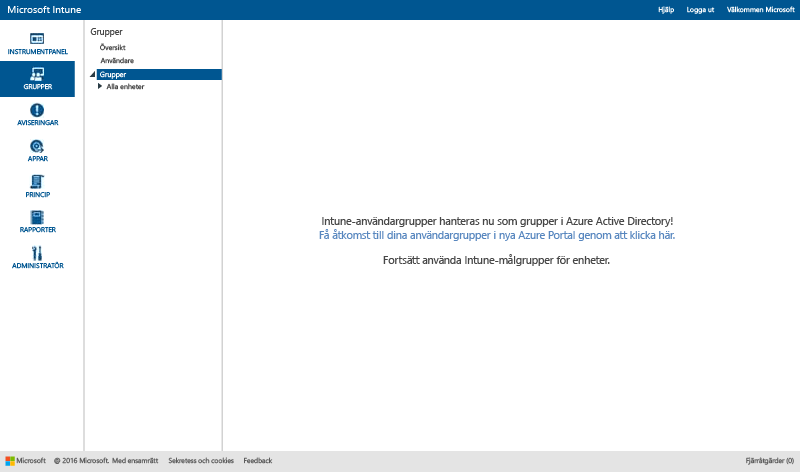 Microsoft Intune
Hjälp Logga ut Välkommen Microsoft
INSTRUMENTPANEL
GRUPPER
AVISERINGAR
APPAR
PRINCIP
RAPPORTER
ADMINISTRATÖR
Grupper
Översikt
Användare
Grupper
Alla enheter
Intune-användargrupper hanteras nu som grupper i Azure Active Directory!
Få åtkomst till dina användargrupper i nya Azure Portal genom att klicka här.
Fortsätt använda Intune-målgrupper för enheter.
Microsoft @ 2016 Microsoft. Med ensamrätt Sekretess och cookies Feedback
Fjärråtgärder (0)